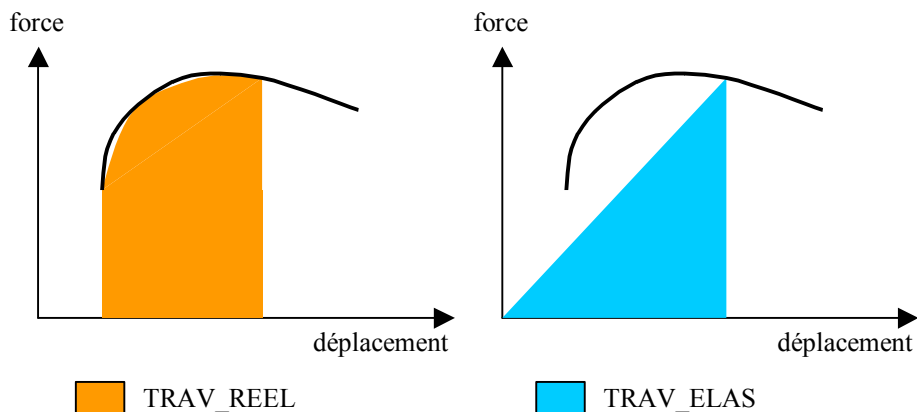 force
force
déplacement
déplacement
TRAV_REEL
TRAV_ELAS